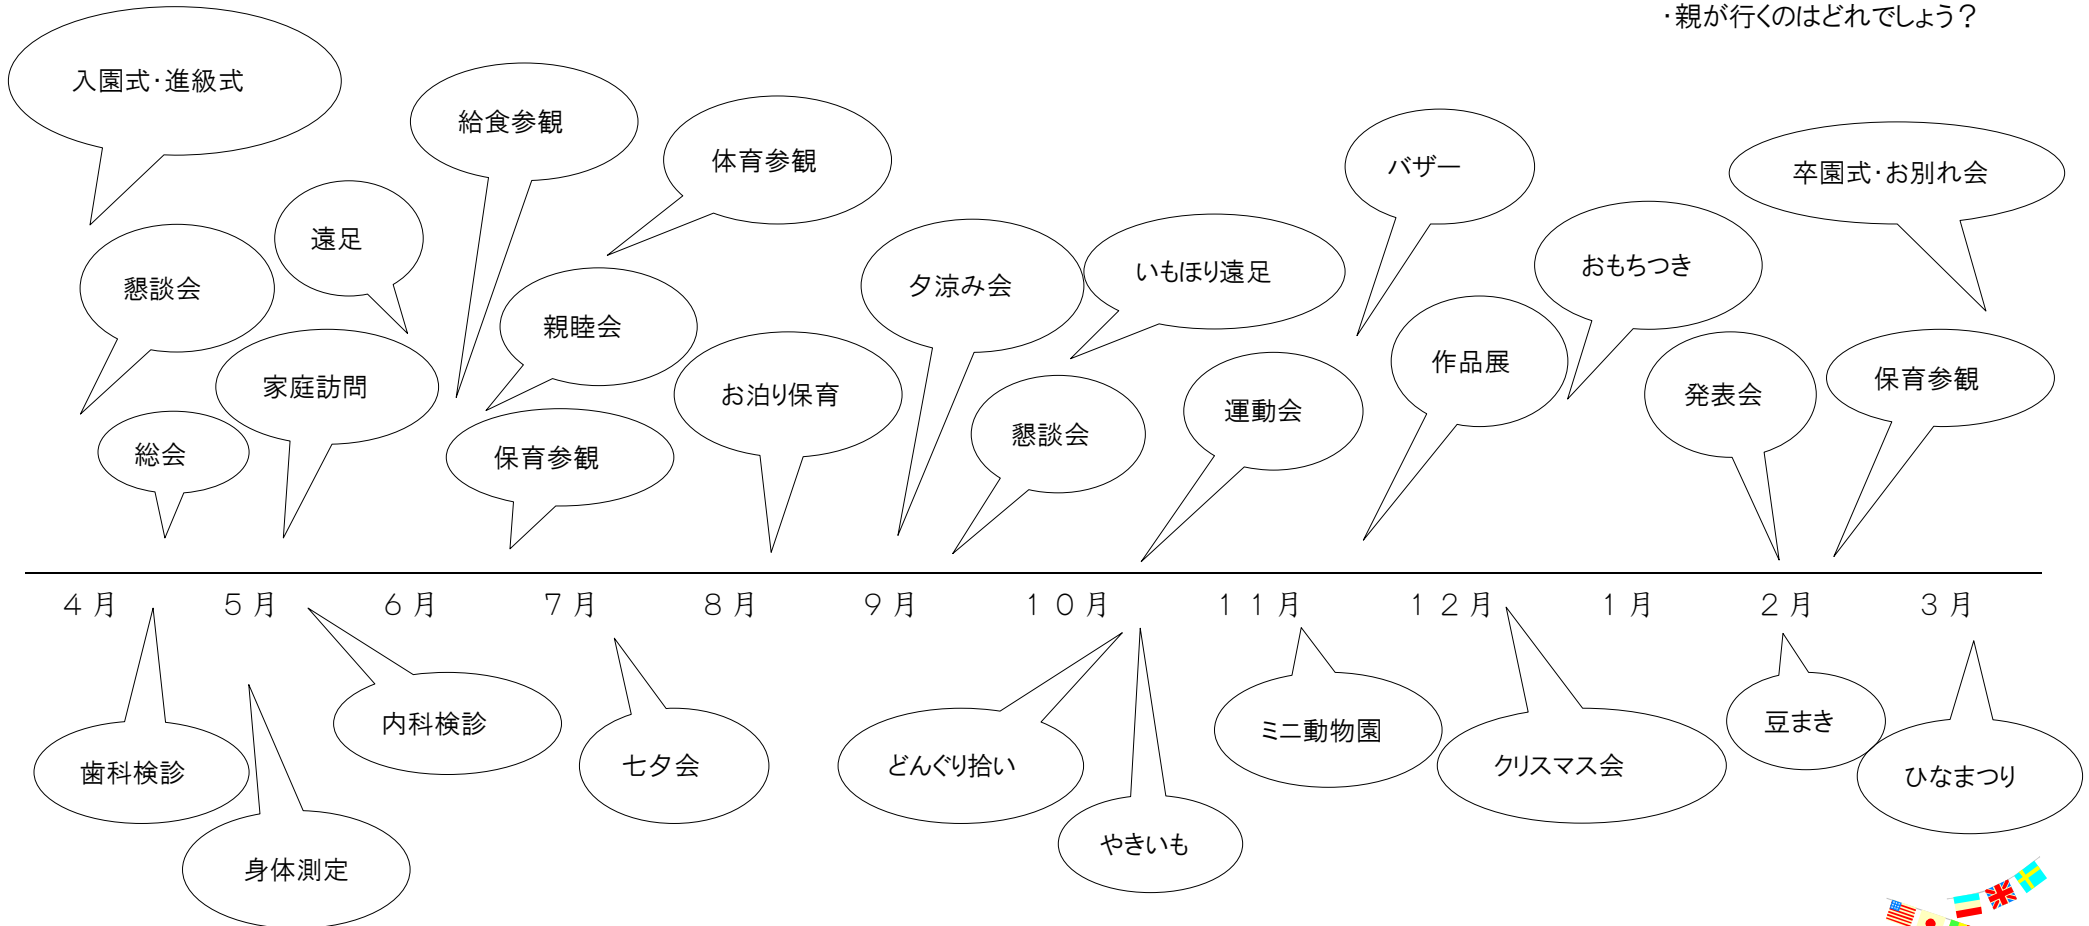 ・親が行くのはどれでしょう？
入園式・進級式
給食参観
体育参観
バザー
卒園式・お別れ会
遠足
懇談会
夕涼み会
いもほり遠足
おもちつき
親睦会
家庭訪問
お泊り保育
作品展
発表会
保育参観
総会
保育参観
懇談会
運動会
4月 5月 6月 7月 8月 9月 10月 11月 12月 1月 2月 3月
歯科検診
身体測定
内科検診
七夕会
どんぐり拾い
やきいも
ミニ動物園
クリスマス会
豆まき
ひなまつり